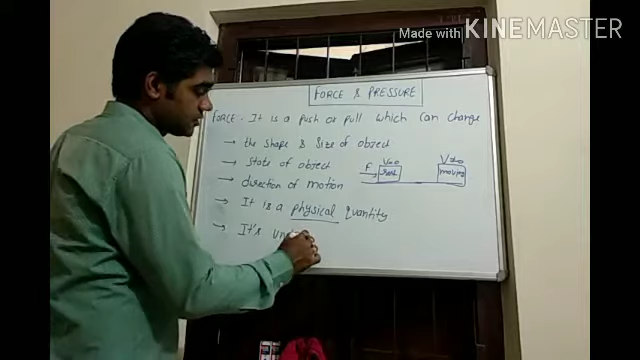 Made with KINEMASTER
FORCE & PRESSURE
FORCE - It is a push or pull which can change
→ the shape & size of object
→ state of object
F V=0 rest
V≠0 moving
→ direction of motion
→ It is a physical quantity
→ It's